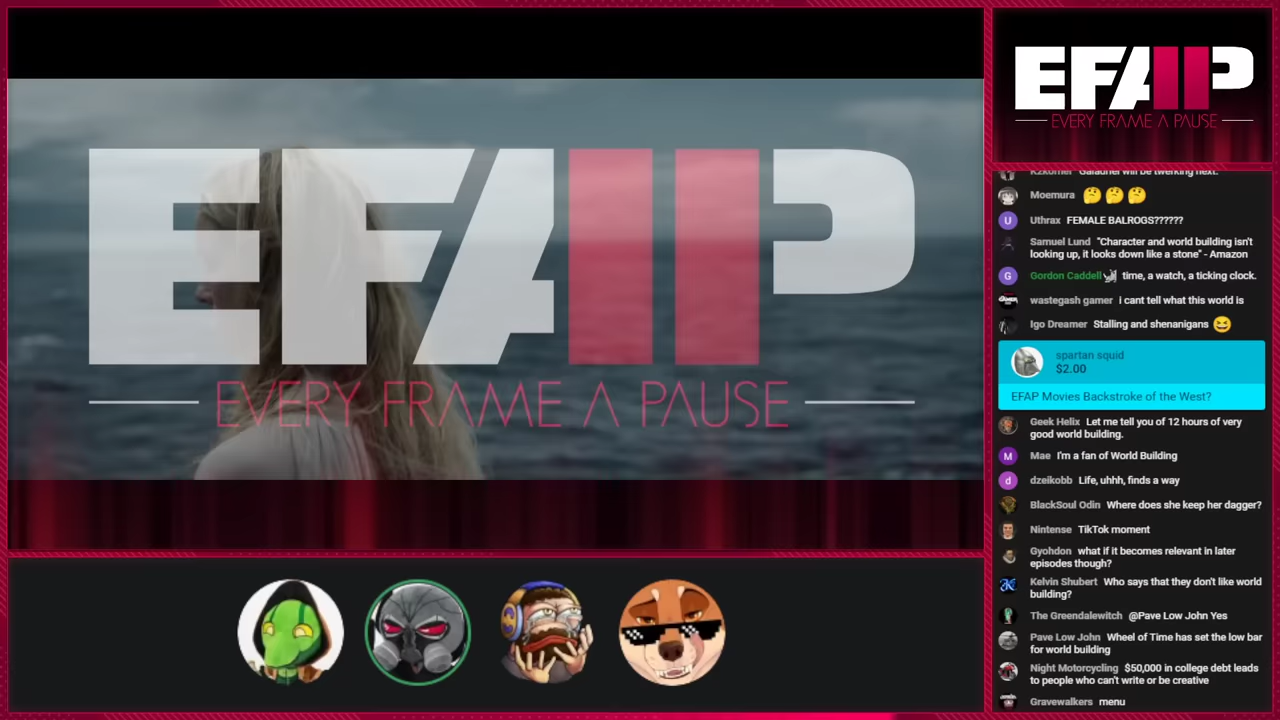 EFAP
EVERY FRAME A PAUSE
EFAP
EVERY FRAME A PAUSE
Galadriel will be twerking next.
Moemura 🤔🤔🤔
U Uthrax FEMALE BALROGS??????
Samuel Lund "Character and world building isn't
looking up, it looks down like a stone" - Amazon
G Gordon Caddell time, a watch, a ticking clock.
wastegash gamer i cant tell what this world is
Igo Dreamer Stalling and shenanigans 😆
spartan squid
$2.00
EFAP Movies Backstroke of the West?
Geek Helix Let me tell you of 12 hours of very
good world building.
M Mae I'm a fan of World Building
d dzeikobb Life, uhhh, finds a way
BlackSoul Odin Where does she keep her dagger?
Nintense TikTok moment
Gyohdon what if it becomes relevant in later
episodes though?
Kelvin Shubert Who says that they don't like world
building?
The Greendalewitch @Pave Low John Yes
Pave Low John Wheel of Time has set the low bar
for world building
Night Motorcycling $50,000 in college debt leads
to people who can't write or be creative
Gravewalkers menu